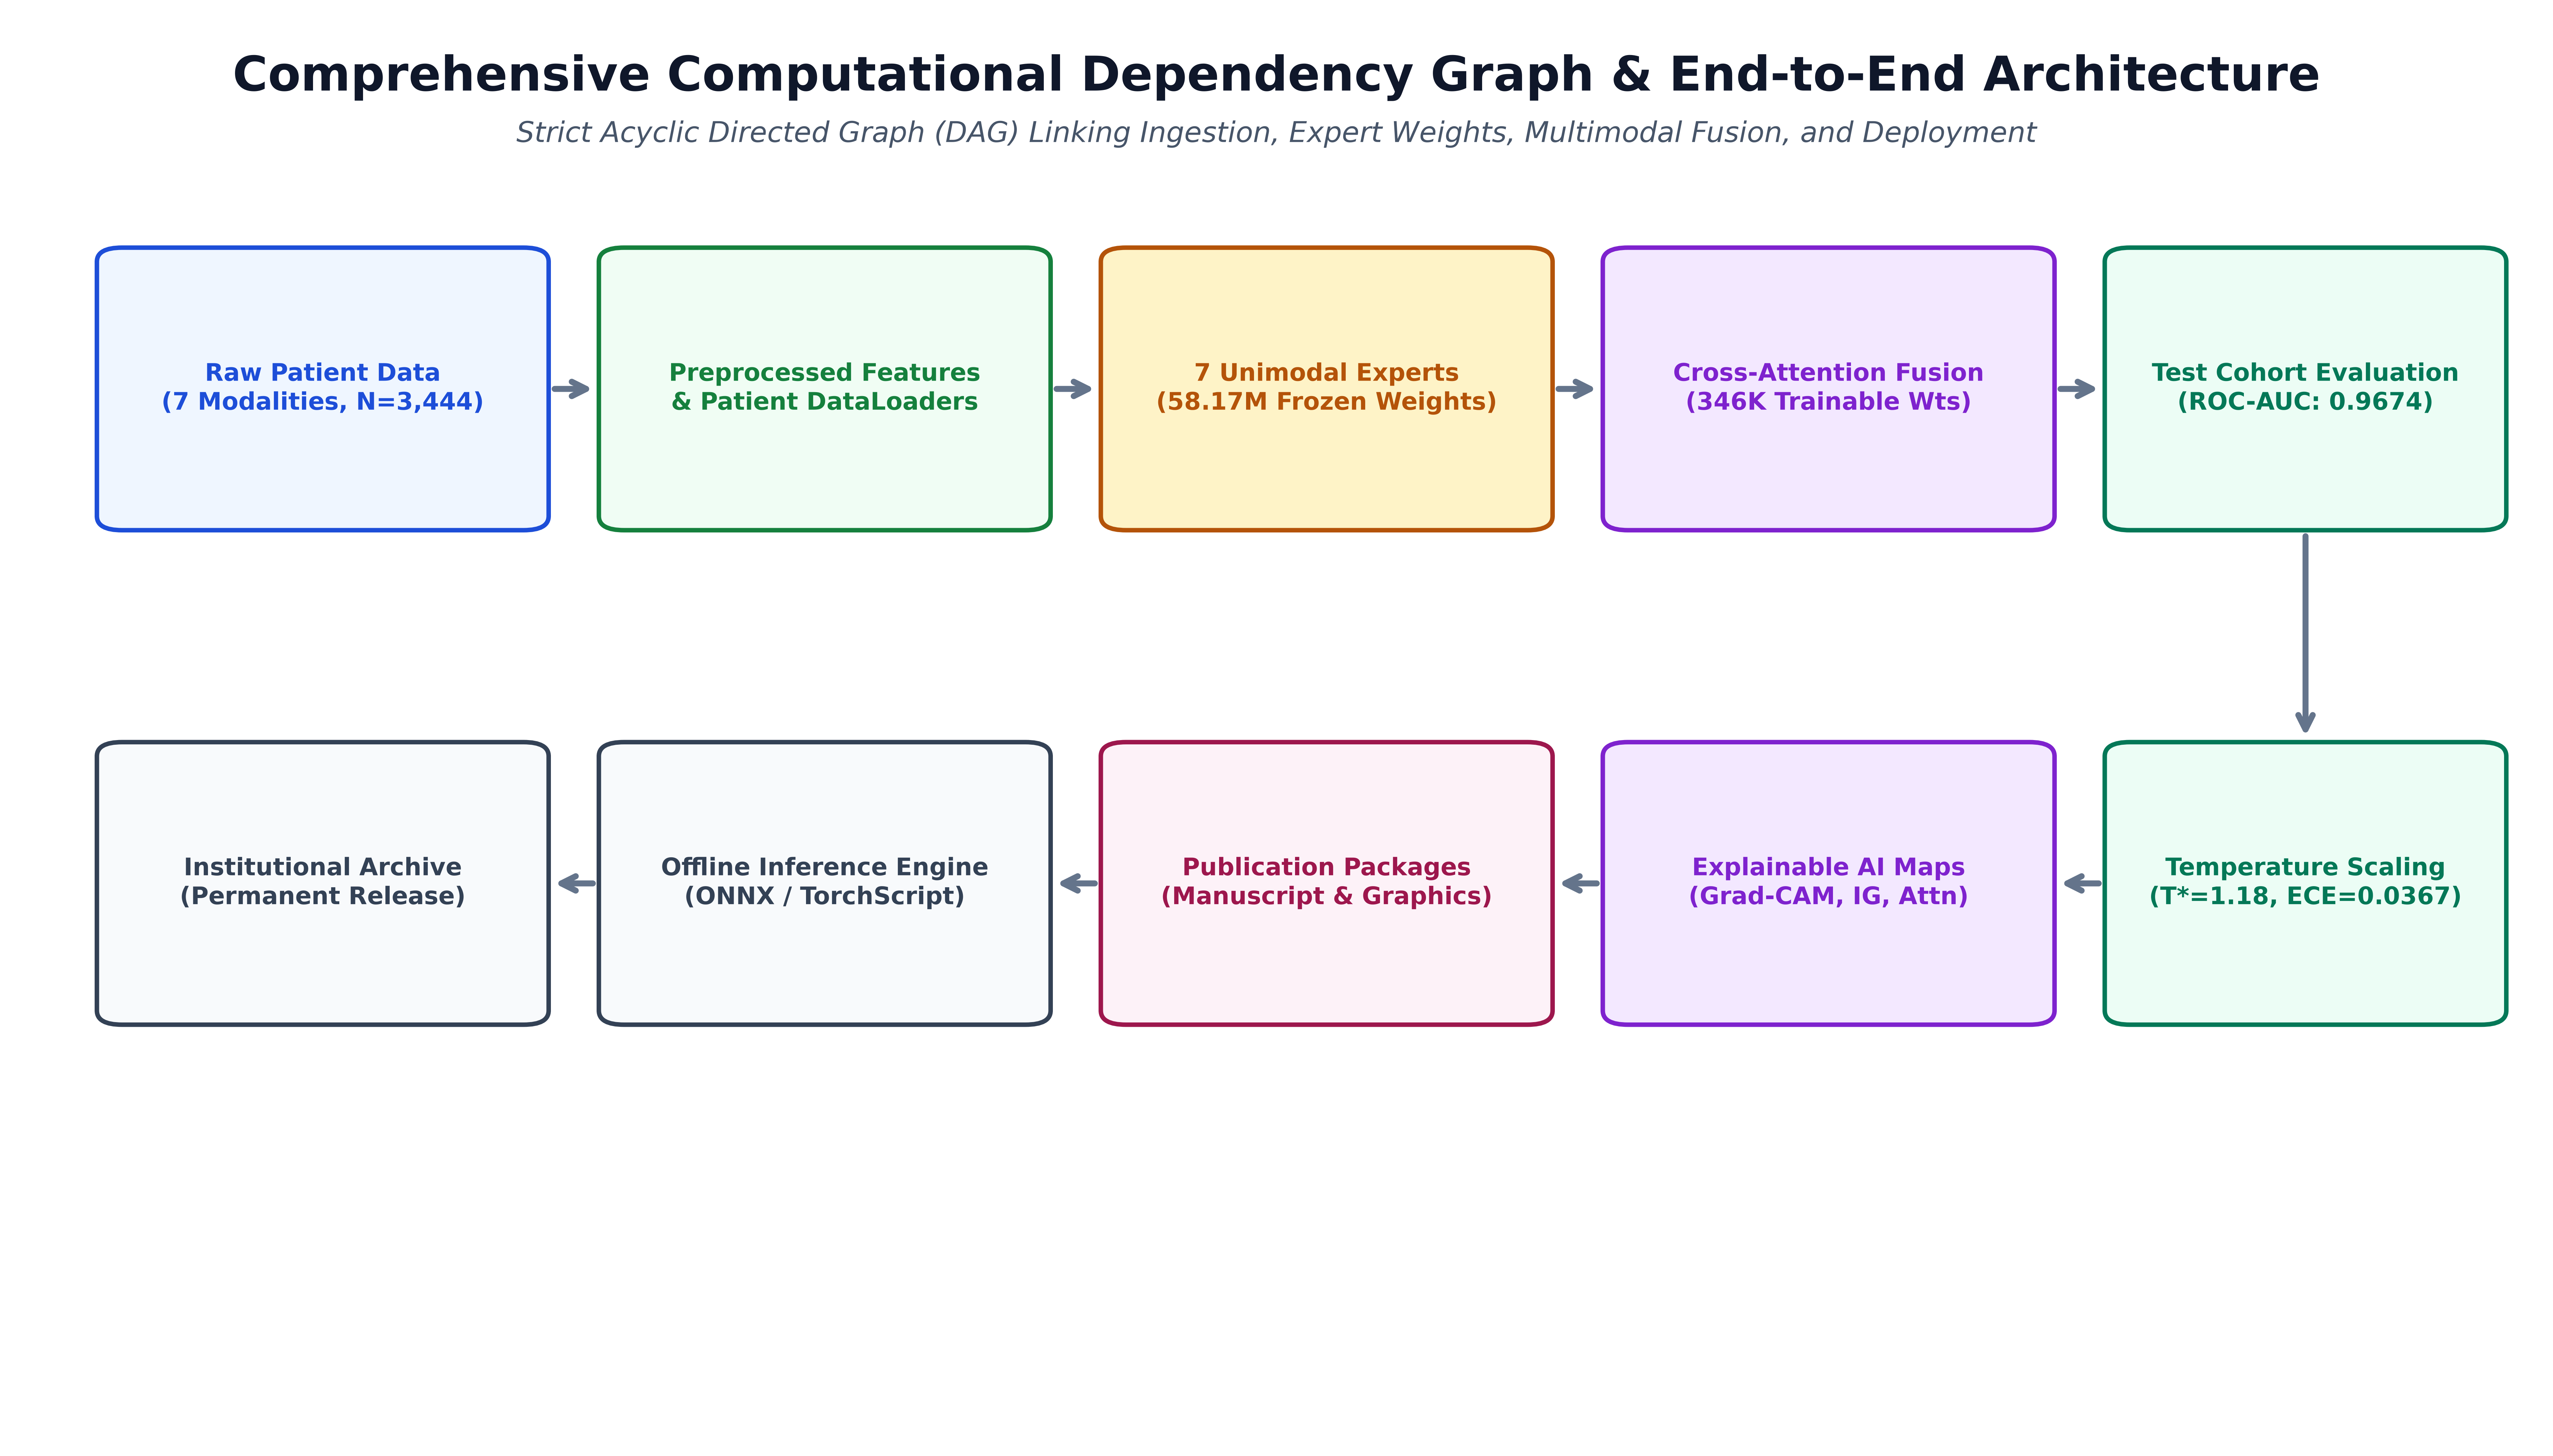 Comprehensive Computational Dependency Graph & End-to-End Architecture
Strict Acyclic Directed Graph (DAG) Linking Ingestion, Expert Weights, Multimodal Fusion, and Deployment
Raw Patient Data
(7 Modalities, N=3,444)
Preprocessed Features
& Patient DataLoaders
7 Unimodal Experts
(58.17M Frozen Weights)
Cross-Attention Fusion
(346K Trainable Wts)
Test Cohort Evaluation
(ROC-AUC: 0.9674)
Institutional Archive
(Permanent Release)
Offline Inference Engine
(ONNX / TorchScript)
Publication Packages
(Manuscript & Graphics)
Explainable AI Maps
(Grad-CAM, IG, Attn)
Temperature Scaling
(T*=1.18, ECE=0.0367)